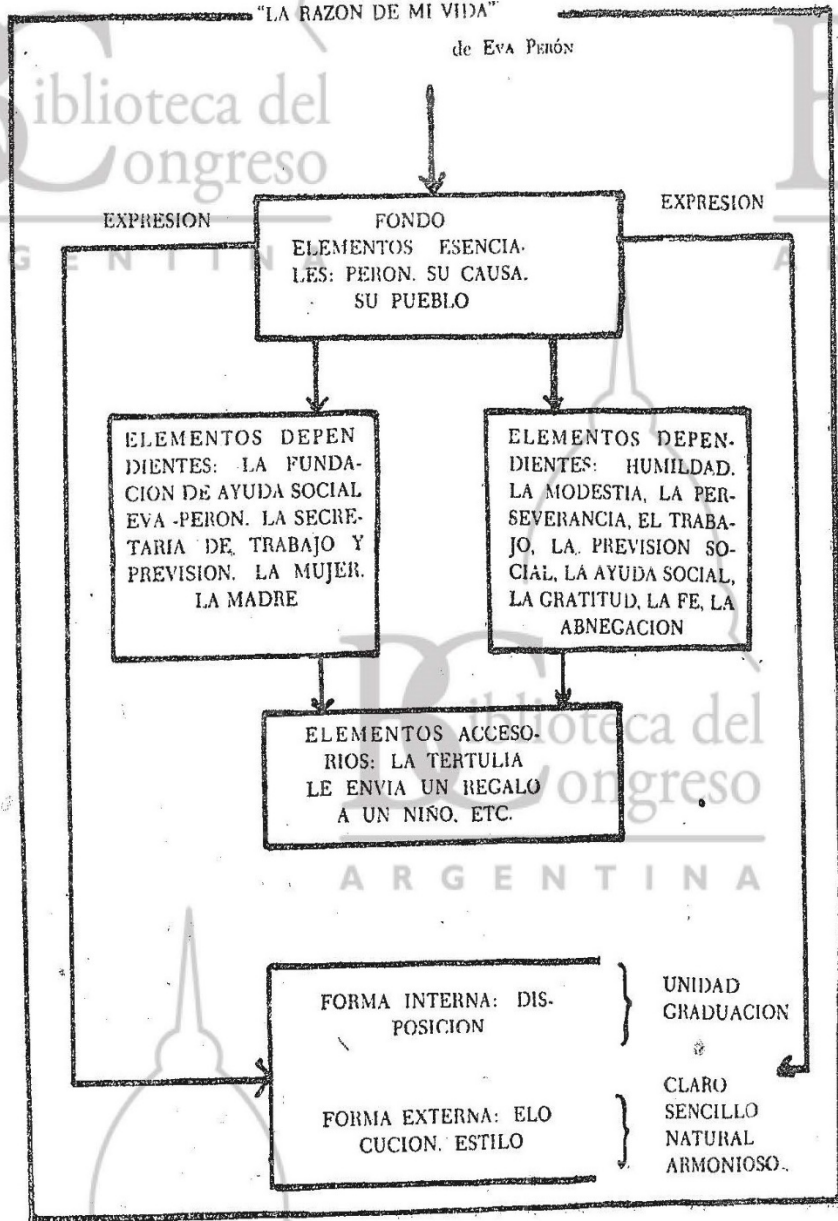 "LA RAZON DE MI VIDA"
de EVA PERÓN
Biblioteca del
Congreso
ARGENTINA
EXPRESION
EXPRESION
FONDO
ELEMENTOS ESENCIA-
LES: PERON. SU CAUSA.
SU PUEBLO
ELEMENTOS DEPEN
DIENTES: LA FUNDA-
CION DE AYUDA SOCIAL
EVA-PERON. LA SECRE-
TARIA DE TRABAJO Y
PREVISION. LA MUJER.
LA MADRE
ELEMENTOS DEPEN-
DIENTES: HUMILDAD.
LA MODESTIA, LA PER-
SEVERANCIA, EL TRABA-
JO, LA PREVISION SO-
CIAL, LA AYUDA SOCIAL,
LA GRATITUD, LA FE, LA
ABNEGACION
ELEMENTOS ACCESO-
RIOS: LA TERTULIA
LE ENVIA UN REGALO
A UN NIÑO. ETC.
Biblioteca del
Congreso
ARGENTINA
FORMA INTERNA: DIS-
POSICION
UNIDAD
GRADUACION
FORMA EXTERNA: ELO
CUCION. ESTILO
CLARO
SENCILLO
NATURAL
ARMONIOSO.